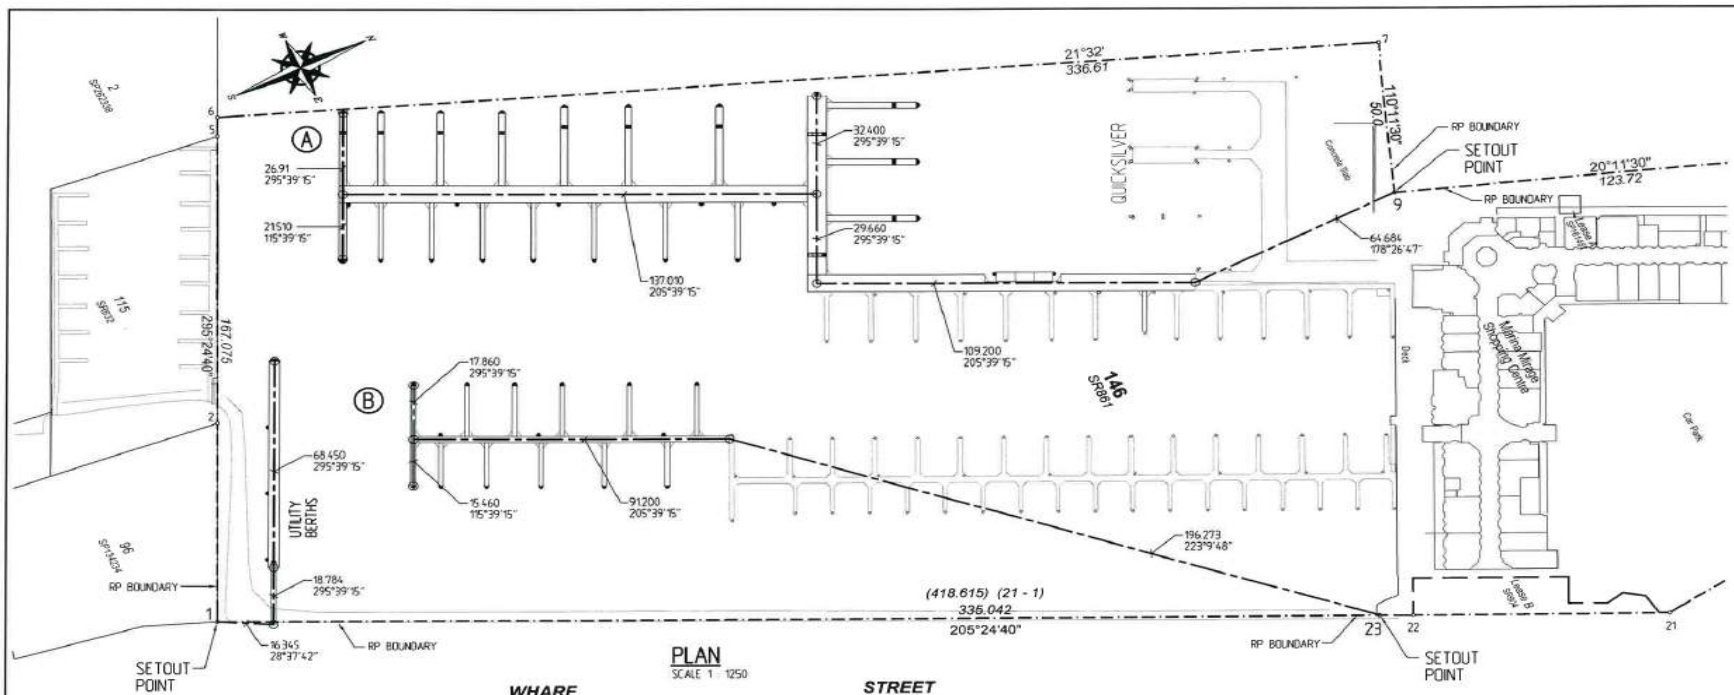 7
21°32'
336.61
W
N
S
E
2
SP262338
6
5
A
110°11'30"
50.0
RP BOUNDARY
SETOUT
POINT
20°11'30"
123.72
9
RP BOUNDARY
QUICKSILVER
32.400
295°39'15"
26.91
295°39'15"
21.510
115°39'15"
29.660
295°39'15"
64.684
178°26'47"
137.010
205°39'15"
115
SR832
167.075
295°24'40"
109.200
205°39'15"
146
SR861
Deck
Marina Mirage
Shopping Centre
Car Park
17.860
295°39'15"
B
2
68.450
295°39'15"
UTILITY
BERTHS
15.460
115°39'15"
91.200
205°39'15"
196.273
223°9'48"
96
SP134234
RP BOUNDARY
18.784
295°39'15"
Lease B
(418.615) (21 - 1)
335.042
205°24'40"
1
23
22
21
16.345
28°37'42"
RP BOUNDARY
RP BOUNDARY
SETOUT
POINT
PLAN
SCALE 1 : 1250
SETOUT
POINT
WHARF
STREET